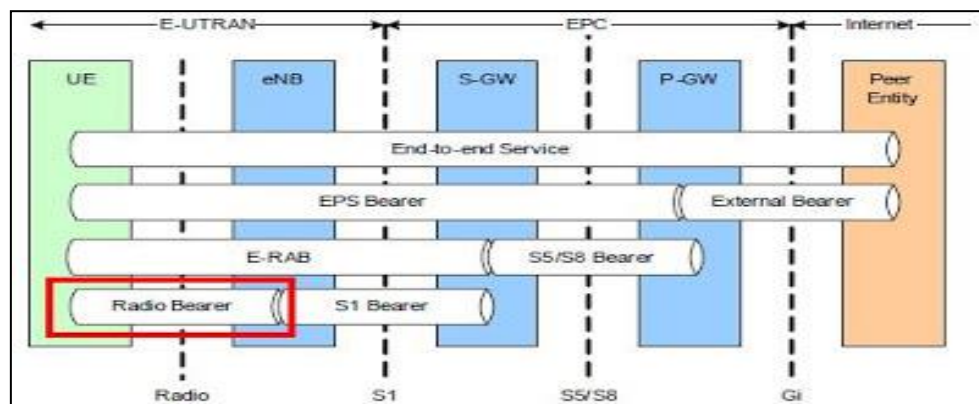 E-UTRAN EPC Internet
UE eNB S-GW P-GW Peer
Entity
End-to-end Service
EPS Bearer External Bearer
E-RAB S5/S8 Bearer
Radio Bearer S1 Bearer
Radio S1 S5/S8 Gi